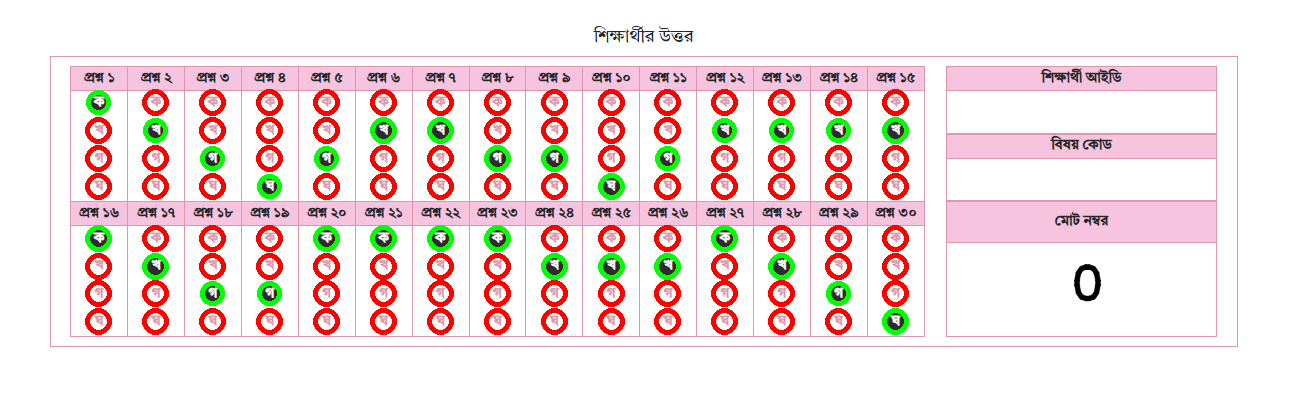 শিক্ষার্থীর উত্তর
প্রশ্ন ১ প্রশ্ন ২ প্রশ্ন ৩ প্রশ্ন ৪ প্রশ্ন ৫ প্রশ্ন ৬ প্রশ্ন ৭ প্রশ্ন ৮ প্রশ্ন ৯ প্রশ্ন ১০ প্রশ্ন ১১ প্রশ্ন ১২ প্রশ্ন ১৩ প্রশ্ন ১৪ প্রশ্ন ১৫
ক ক ক ক ক ক ক ক ক ক ক ক ক ক ক
খ খ খ খ খ খ খ খ খ খ খ খ খ খ খ
গ গ গ গ গ গ গ গ গ গ গ গ গ গ গ
ঘ ঘ ঘ ঘ ঘ ঘ ঘ ঘ ঘ ঘ ঘ ঘ ঘ ঘ ঘ
প্রশ্ন ১৬ প্রশ্ন ১৭ প্রশ্ন ১৮ প্রশ্ন ১৯ প্রশ্ন ২০ প্রশ্ন ২১ প্রশ্ন ২২ প্রশ্ন ২৩ প্রশ্ন ২৪ প্রশ্ন ২৫ প্রশ্ন ২৬ প্রশ্ন ২৭ প্রশ্ন ২৮ প্রশ্ন ২৯ প্রশ্ন ৩০
ক ক ক ক ক ক ক ক ক ক ক ক ক ক ক
খ খ খ খ খ খ খ খ খ খ খ খ খ খ খ
গ গ গ গ গ গ গ গ গ গ গ গ গ গ গ
ঘ ঘ ঘ ঘ ঘ ঘ ঘ ঘ ঘ ঘ ঘ ঘ ঘ ঘ ঘ
শিক্ষার্থী আইডি
বিষয় কোড
মোট নম্বর
0